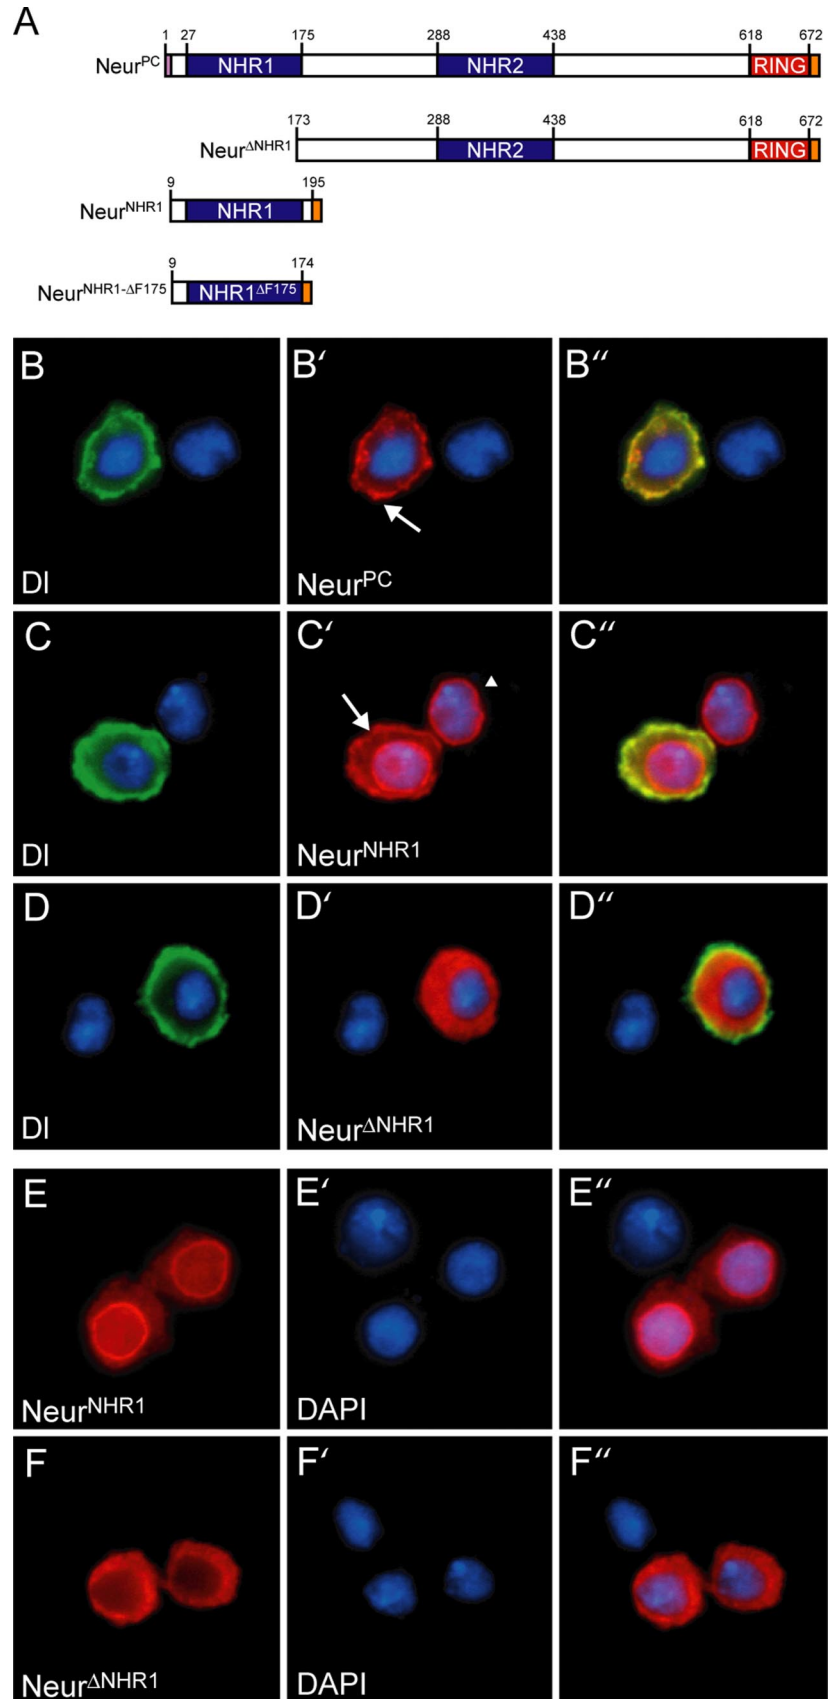 A
1 27 175 288 438 618 672
Neur^PC NHR1 NHR2 RING
173 288 438 618 672
Neur^ΔNHR1 NHR2 RING
9 195
Neur^NHR1 NHR1
9 174
Neur^NHR1-ΔF175 NHR1^ΔF175
B B‘ B“
Dl Neur^PC
C C‘ C“
Dl Neur^NHR1
D D‘ D“
Dl Neur^ΔNHR1
E E‘ E“
Neur^NHR1 DAPI
F F‘ F“
Neur^ΔNHR1 DAPI